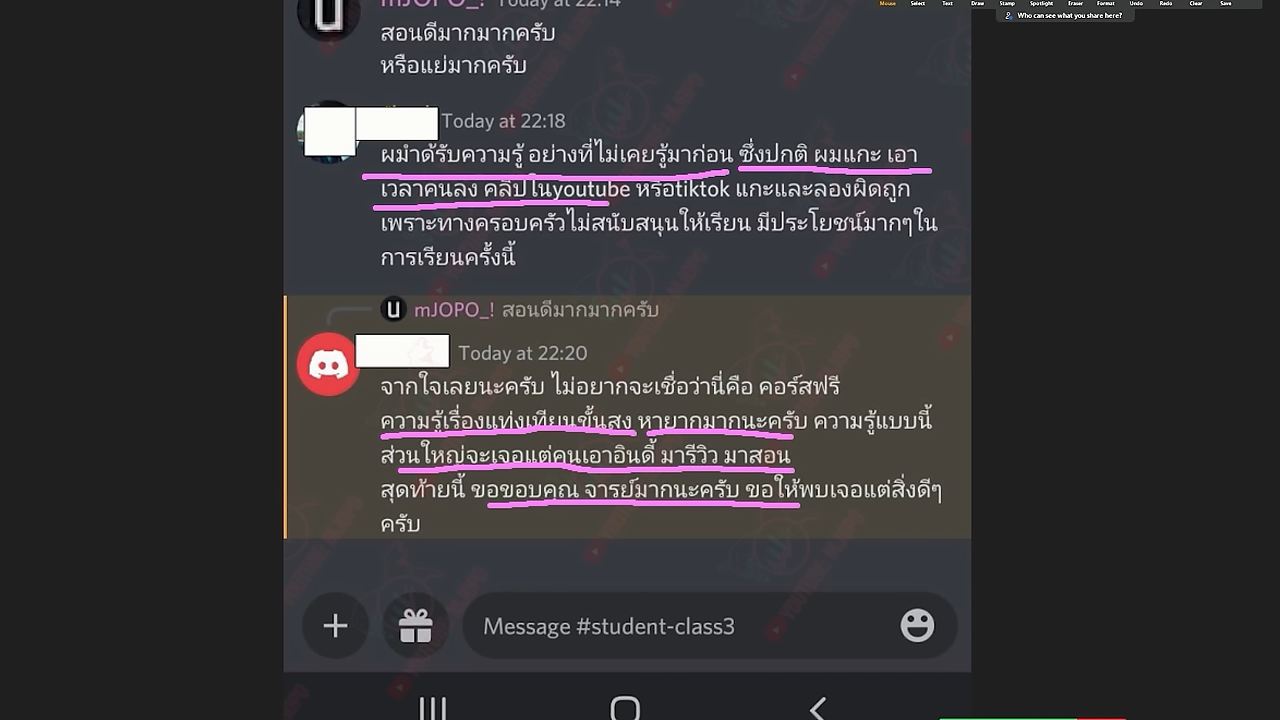 Mouse Select Text Draw Stamp Spotlight Eraser Format Undo Redo Clear Save
Who can see what you share here?
mJOPO_! Today at 22:14
สอนดีมากมากครับ
หรือแย่มากครับ
Today at 22:18
ผมำด้รับความรู้ อย่างที่ไม่เคยรู้มาก่อน ซึ่งปกติ ผมแกะ เอา
เวลาคนลง คลิปในyoutube หรือtiktok แกะและลองผิดถูก
เพราะทางครอบครัวไม่สนับสนุนให้เรียน มีประโยชน์มากๆใน
การเรียนครั้งนี้
mJOPO_! สอนดีมากมากครับ
Today at 22:20
จากใจเลยนะครับ ไม่อยากจะเชื่อว่านี่คือ คอร์สฟรี
ความรู้เรื่องแท่งเทียนขั้นสูง หายากมากนะครับ ความรู้แบบนี้
ส่วนใหญ่จะเจอแต่คนเอาอินดี้ มารีวิว มาสอน
สุดท้ายนี้ ขอขอบคุณ จารย์มากนะครับ ขอให้พบเจอแต่สิ่งดีๆ
ครับ
Message #student-class3